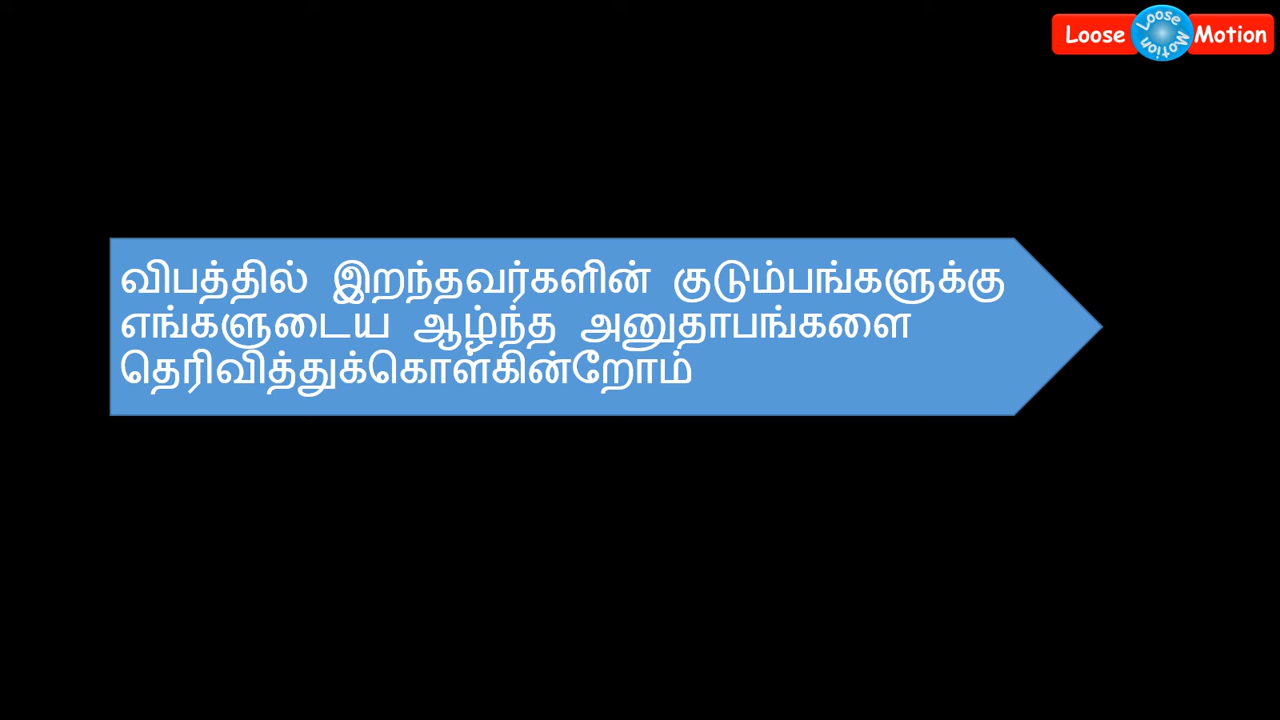 Loose Loose Motion Motion
விபத்தில் இறந்தவர்களின் குடும்பங்களுக்கு
எங்களுடைய ஆழ்ந்த அனுதாபங்களை
தெரிவித்துக்கொள்கின்றோம்